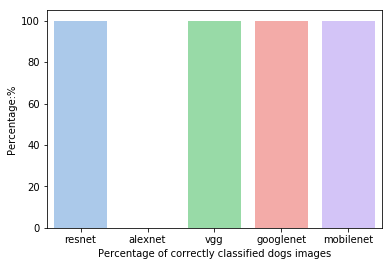 Percentage:%
100
80
60
40
20
0
resnet alexnet vgg googlenet mobilenet
Percentage of correctly classified dogs images